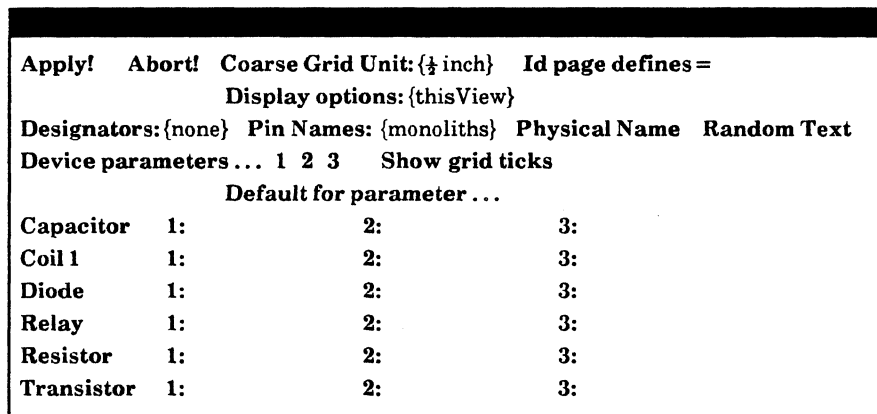 Apply! Abort! Coarse Grid Unit: {½ inch} Id page defines =
Display options: {thisView}
Designators: {none} Pin Names: {monoliths} Physical Name Random Text
Device parameters ... 1 2 3 Show grid ticks
Default for parameter ...
Capacitor 1: 2: 3:
Coil 1 1: 2: 3:
Diode 1: 2: 3:
Relay 1: 2: 3:
Resistor 1: 2: 3:
Transistor 1: 2: 3: